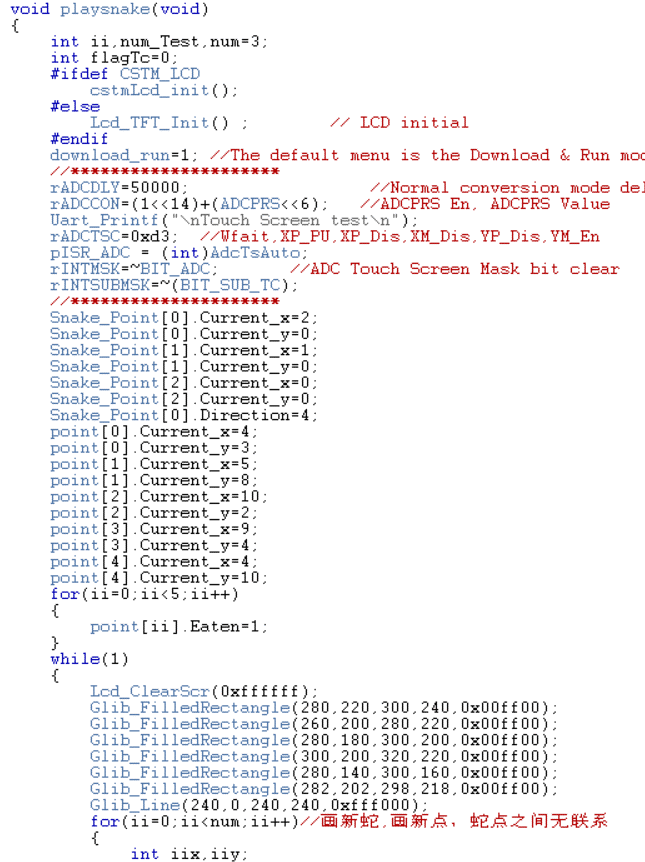 void playsnake(void)
{
    int ii,num_Test,num=3;
    int flagTc=0;
    #ifdef CSTM_LCD
        cstmLcd_init();
    #else
        Lcd_TFT_Init() ;        // LCD initial
    #endif
    download_run=1; //The default menu is the Download & Run mod
    //*********************
    rADCDLY=50000;                  //Normal conversion mode del
    rADCCON=(1<<14)+(ADCPRS<<6);   //ADCPRS En, ADCPRS Value
    Uart_Printf("\nTouch Screen test\n");
    rADCTSC=0xd3;  //Wfait,XP_PU,XP_Dis,XM_Dis,YP_Dis,YM_En
    pISR_ADC = (int)AdcTsAuto;
    rINTMSK=~BIT_ADC;       //ADC Touch Screen Mask bit clear
    rINTSUBMSK=~(BIT_SUB_TC);
    //*********************
    Snake_Point[0].Current_x=2;
    Snake_Point[0].Current_y=0;
    Snake_Point[1].Current_x=1;
    Snake_Point[1].Current_y=0;
    Snake_Point[2].Current_x=0;
    Snake_Point[2].Current_y=0;
    Snake_Point[0].Direction=4;
    point[0].Current_x=4;
    point[0].Current_y=3;
    point[1].Current_x=5;
    point[1].Current_y=8;
    point[2].Current_x=10;
    point[2].Current_y=2;
    point[3].Current_x=9;
    point[3].Current_y=4;
    point[4].Current_x=4;
    point[4].Current_y=10;
    for(ii=0;ii<5;ii++)
    {
        point[ii].Eaten=1;
    }
    while(1)
    {
        Lcd_ClearScr(0xffffff);
        Glib_FilledRectangle(280,220,300,240,0x00ff00);
        Glib_FilledRectangle(260,200,280,220,0x00ff00);
        Glib_FilledRectangle(280,180,300,200,0x00ff00);
        Glib_FilledRectangle(300,200,320,220,0x00ff00);
        Glib_FilledRectangle(280,140,300,160,0x00ff00);
        Glib_FilledRectangle(282,202,298,218,0x00ff00);
        Glib_Line(240,0,240,240,0xfff000);
        for(ii=0;ii<num;ii++)//画新蛇,画新点，蛇点之间无联系
        {
            int iix,iiy;